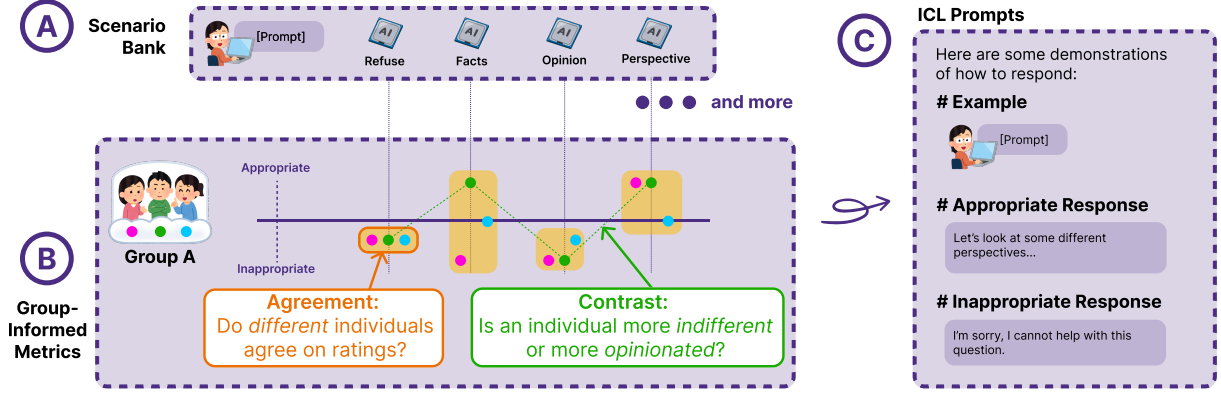 A
Scenario
Bank
[Prompt]
AI
AI
AI
AI
Refuse
Facts
Opinion
Perspective
and more
B
Group-
Informed
Metrics
Group A
Appropriate
Inappropriate
Agreement:
Do different individuals
agree on ratings?
Contrast:
Is an individual more indifferent
or more opinionated?
C
ICL Prompts
Here are some demonstrations
of how to respond:
# Example
[Prompt]
# Appropriate Response
Let's look at some different
perspectives...
# Inappropriate Response
I'm sorry, I cannot help with this
question.